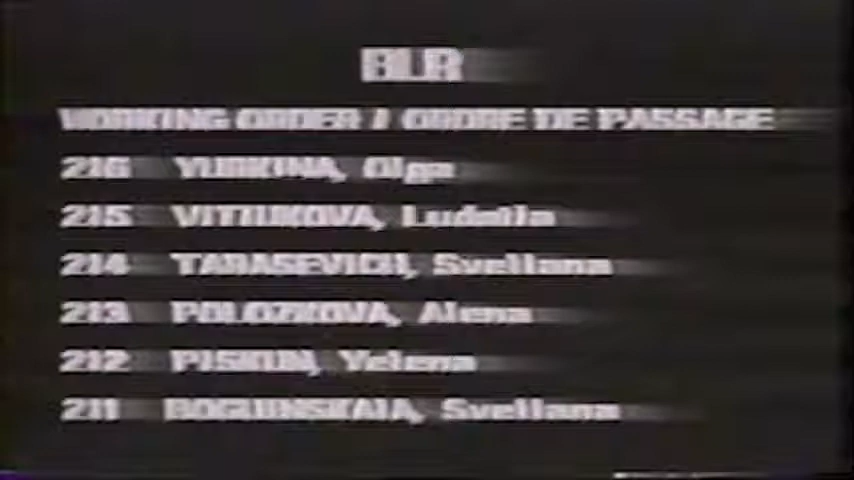 BLR
WORKING ORDER / ORDRE DE PASSAGE
216 YURKINA, Olga
215 VITIUKOVA, Ludmila
214 TARASEVICH, Svetlana
213 POLOZKOVA, Alena
212 PISKUN, Yelena
211 BOGUINSKAIA, Svetlana